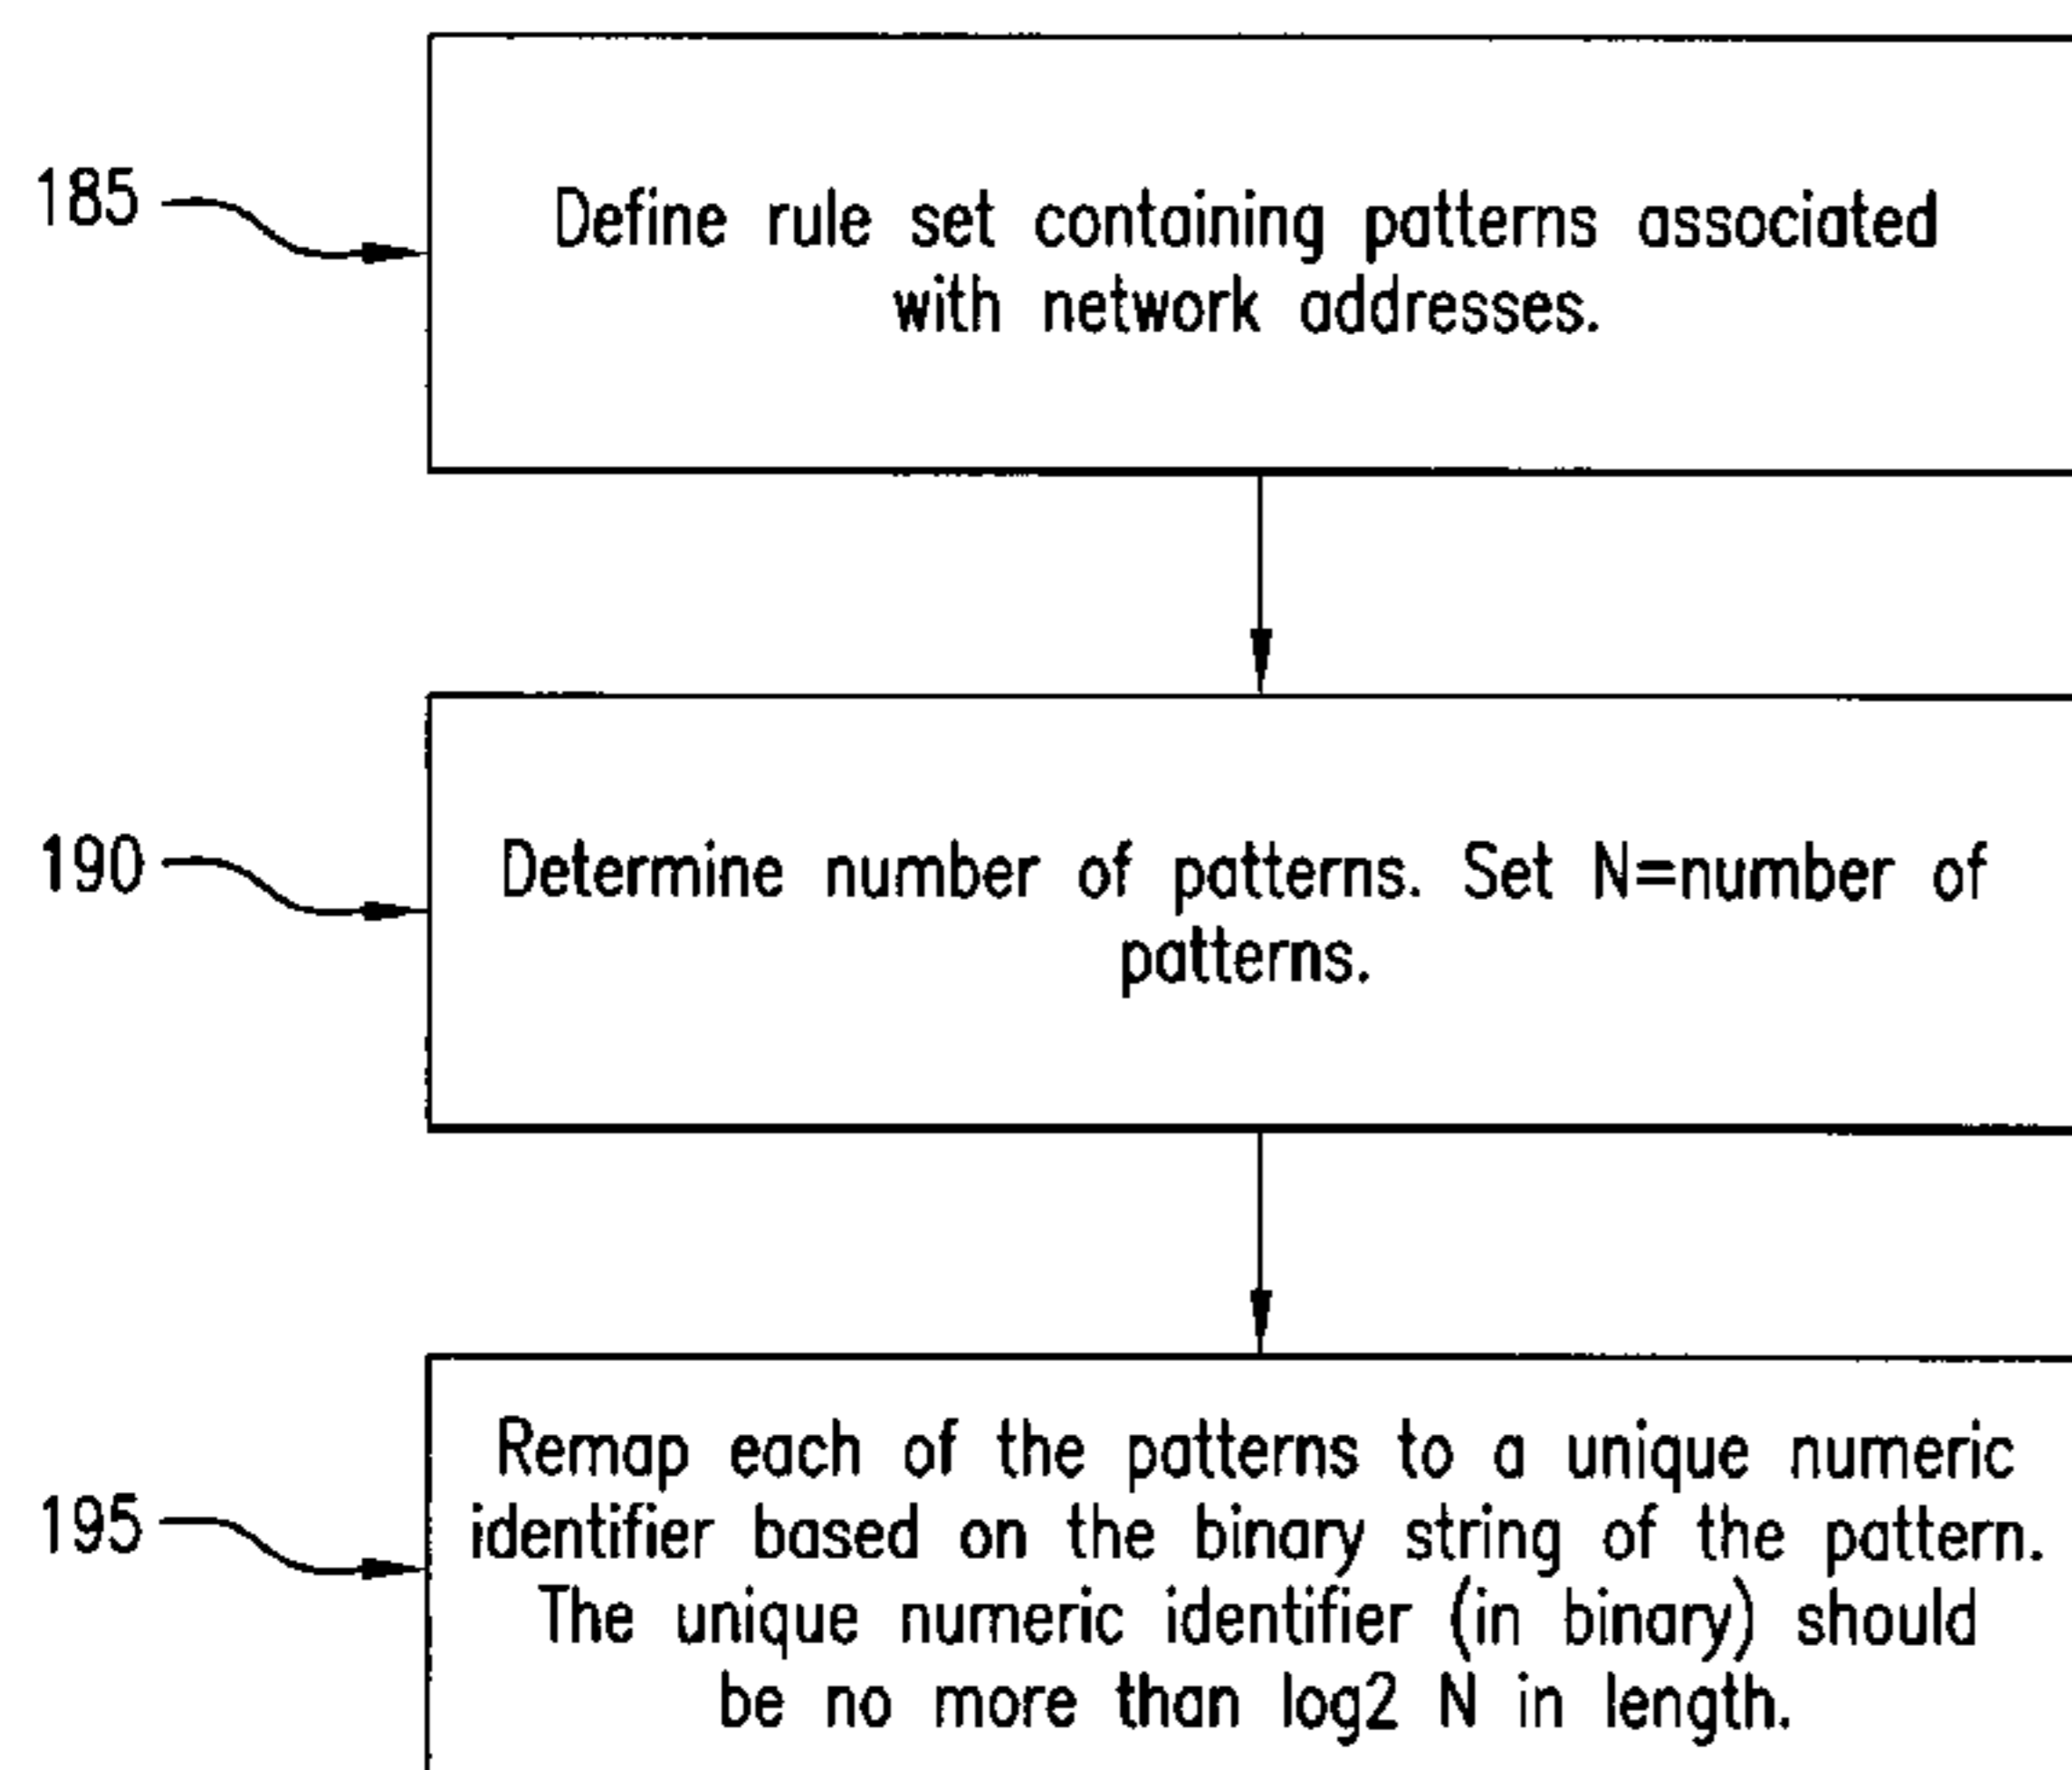 185
Define rule set containing patterns associated
with network addresses.
190
Determine number of patterns. Set N=number of
patterns.
195
Remap each of the patterns to a unique numeric
identifier based on the binary string of the pattern.
The unique numeric identifier (in binary) should
be no more than log2 N in length.